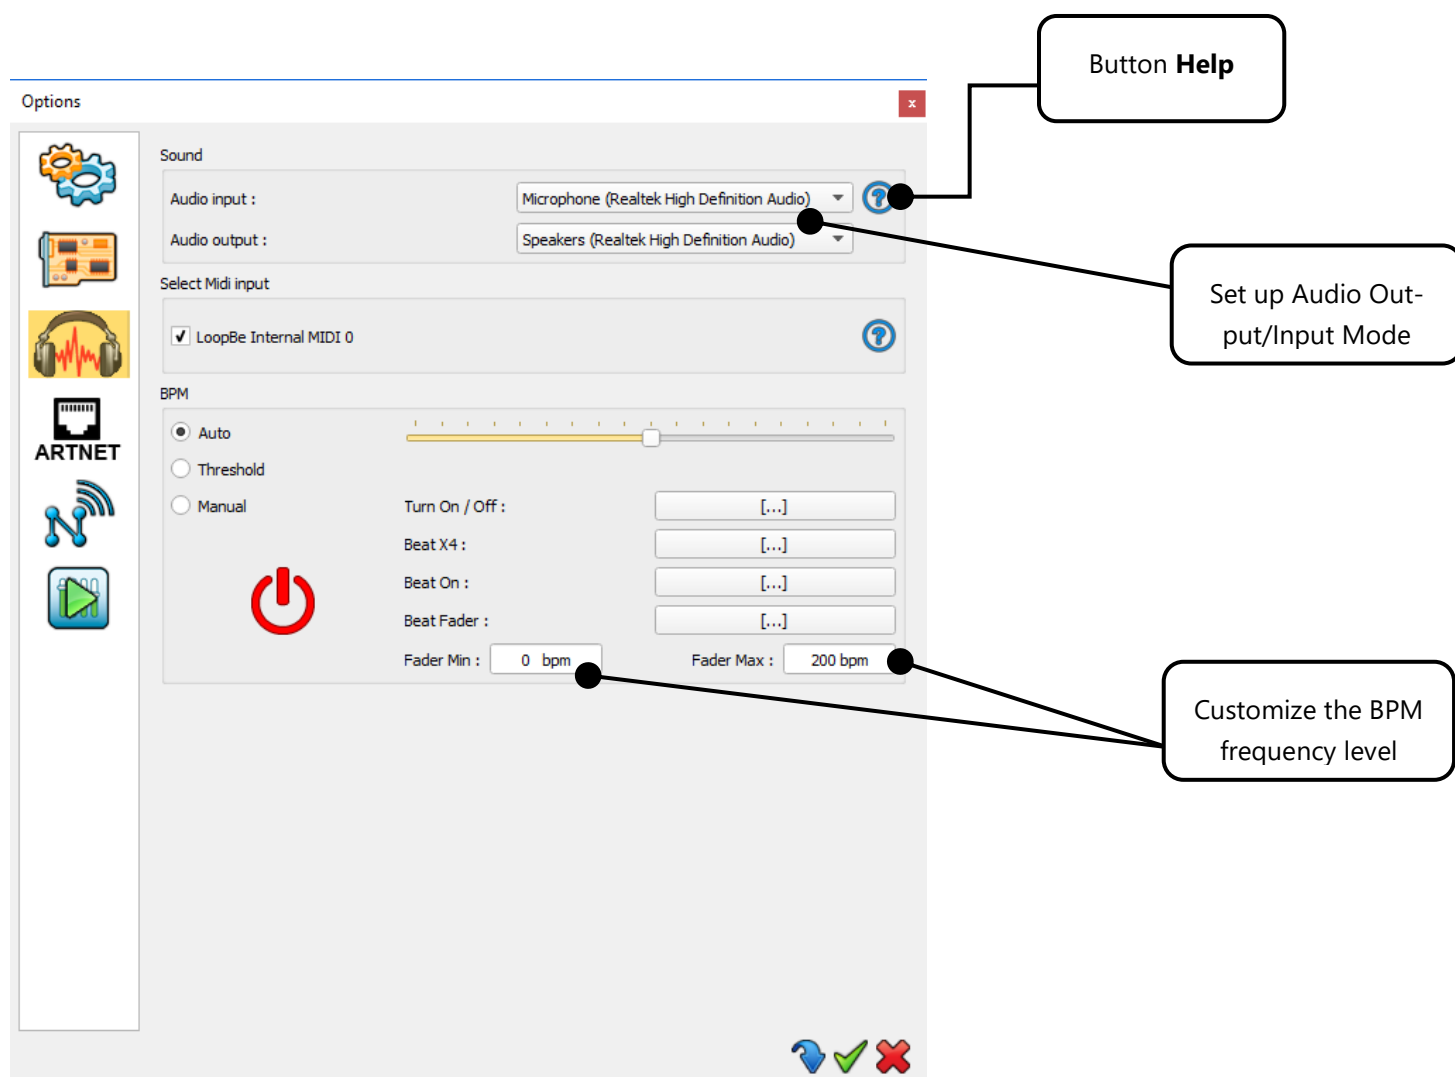 Button Help
Options
x
Sound
Audio input :
Microphone (Realtek High Definition Audio)
?
Audio output :
Speakers (Realtek High Definition Audio)
Set up Audio Out-
put/Input Mode
Select Midi input
LoopBe Internal MIDI 0
?
BPM
Auto
ARTNET
Threshold
Manual
Turn On / Off :
[...]
Beat X4 :
[...]
Beat On :
[...]
Beat Fader :
[...]
Fader Min :
0 bpm
Fader Max :
200 bpm
Customize the BPM
frequency level